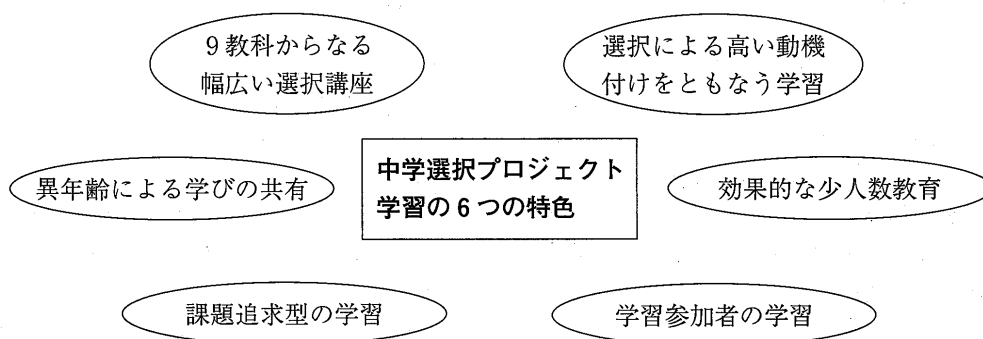 9教科からなる
幅広い選択講座
選択による高い動機
付けをともなう学習
異年齢による学びの共有
中学選択プロジェクト
学習の6つの特色
効果的な少人数教育
課題追求型の学習
学習参加者の学習